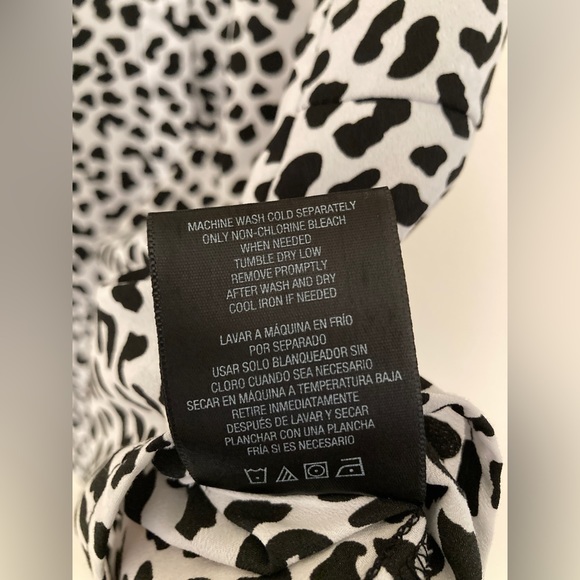 MACHINE WASH COLD SEPARATELY
ONLY NON-CHLORINE BLEACH
WHEN NEEDED
TUMBLE DRY LOW
REMOVE PROMPTLY
AFTER WASH AND DRY
COOL IRON IF NEEDED
LAVAR A MÁQUINA EN FRÍO
POR SEPARADO
USAR SOLO BLANQUEADOR SIN
CLORO CUANDO SEA NECESARIO
SECAR EN MÁQUINA A TEMPERATURA BAJA
RETIRE INMEDIATAMENTE
DESPUÉS DE LAVAR Y SECAR
PLANCHAR CON UNA PLANCHA
FRÍA SI ES NECESARIO